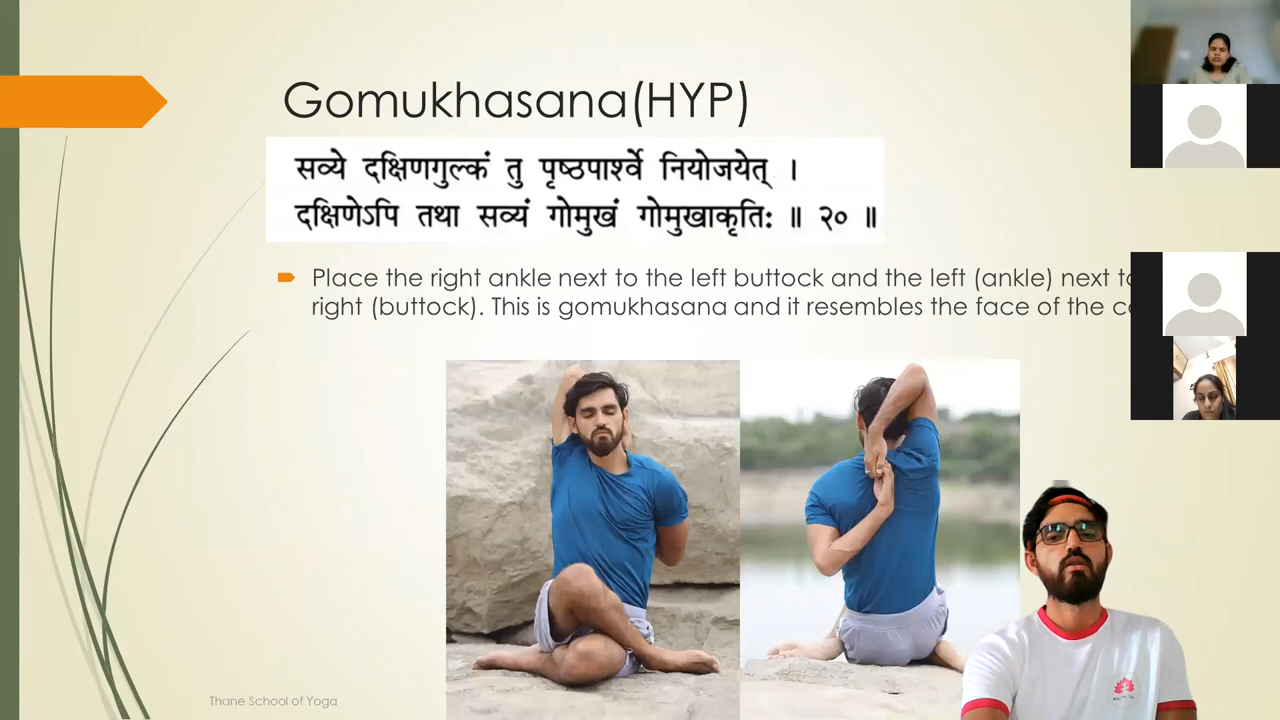 Gomukhasana(HYP)
सव्ये दक्षिणगुल्कं तु पृष्ठपार्श्वे नियोजयेत् ।
दक्षिणेऽपि तथा सव्यं गोमुखं गोमुखाकृतिः ॥ २० ॥
Place the right ankle next to the left buttock and the left (ankle) next
right (buttock). This is gomukhasana and it resembles the face of the
Thane School of Yoga